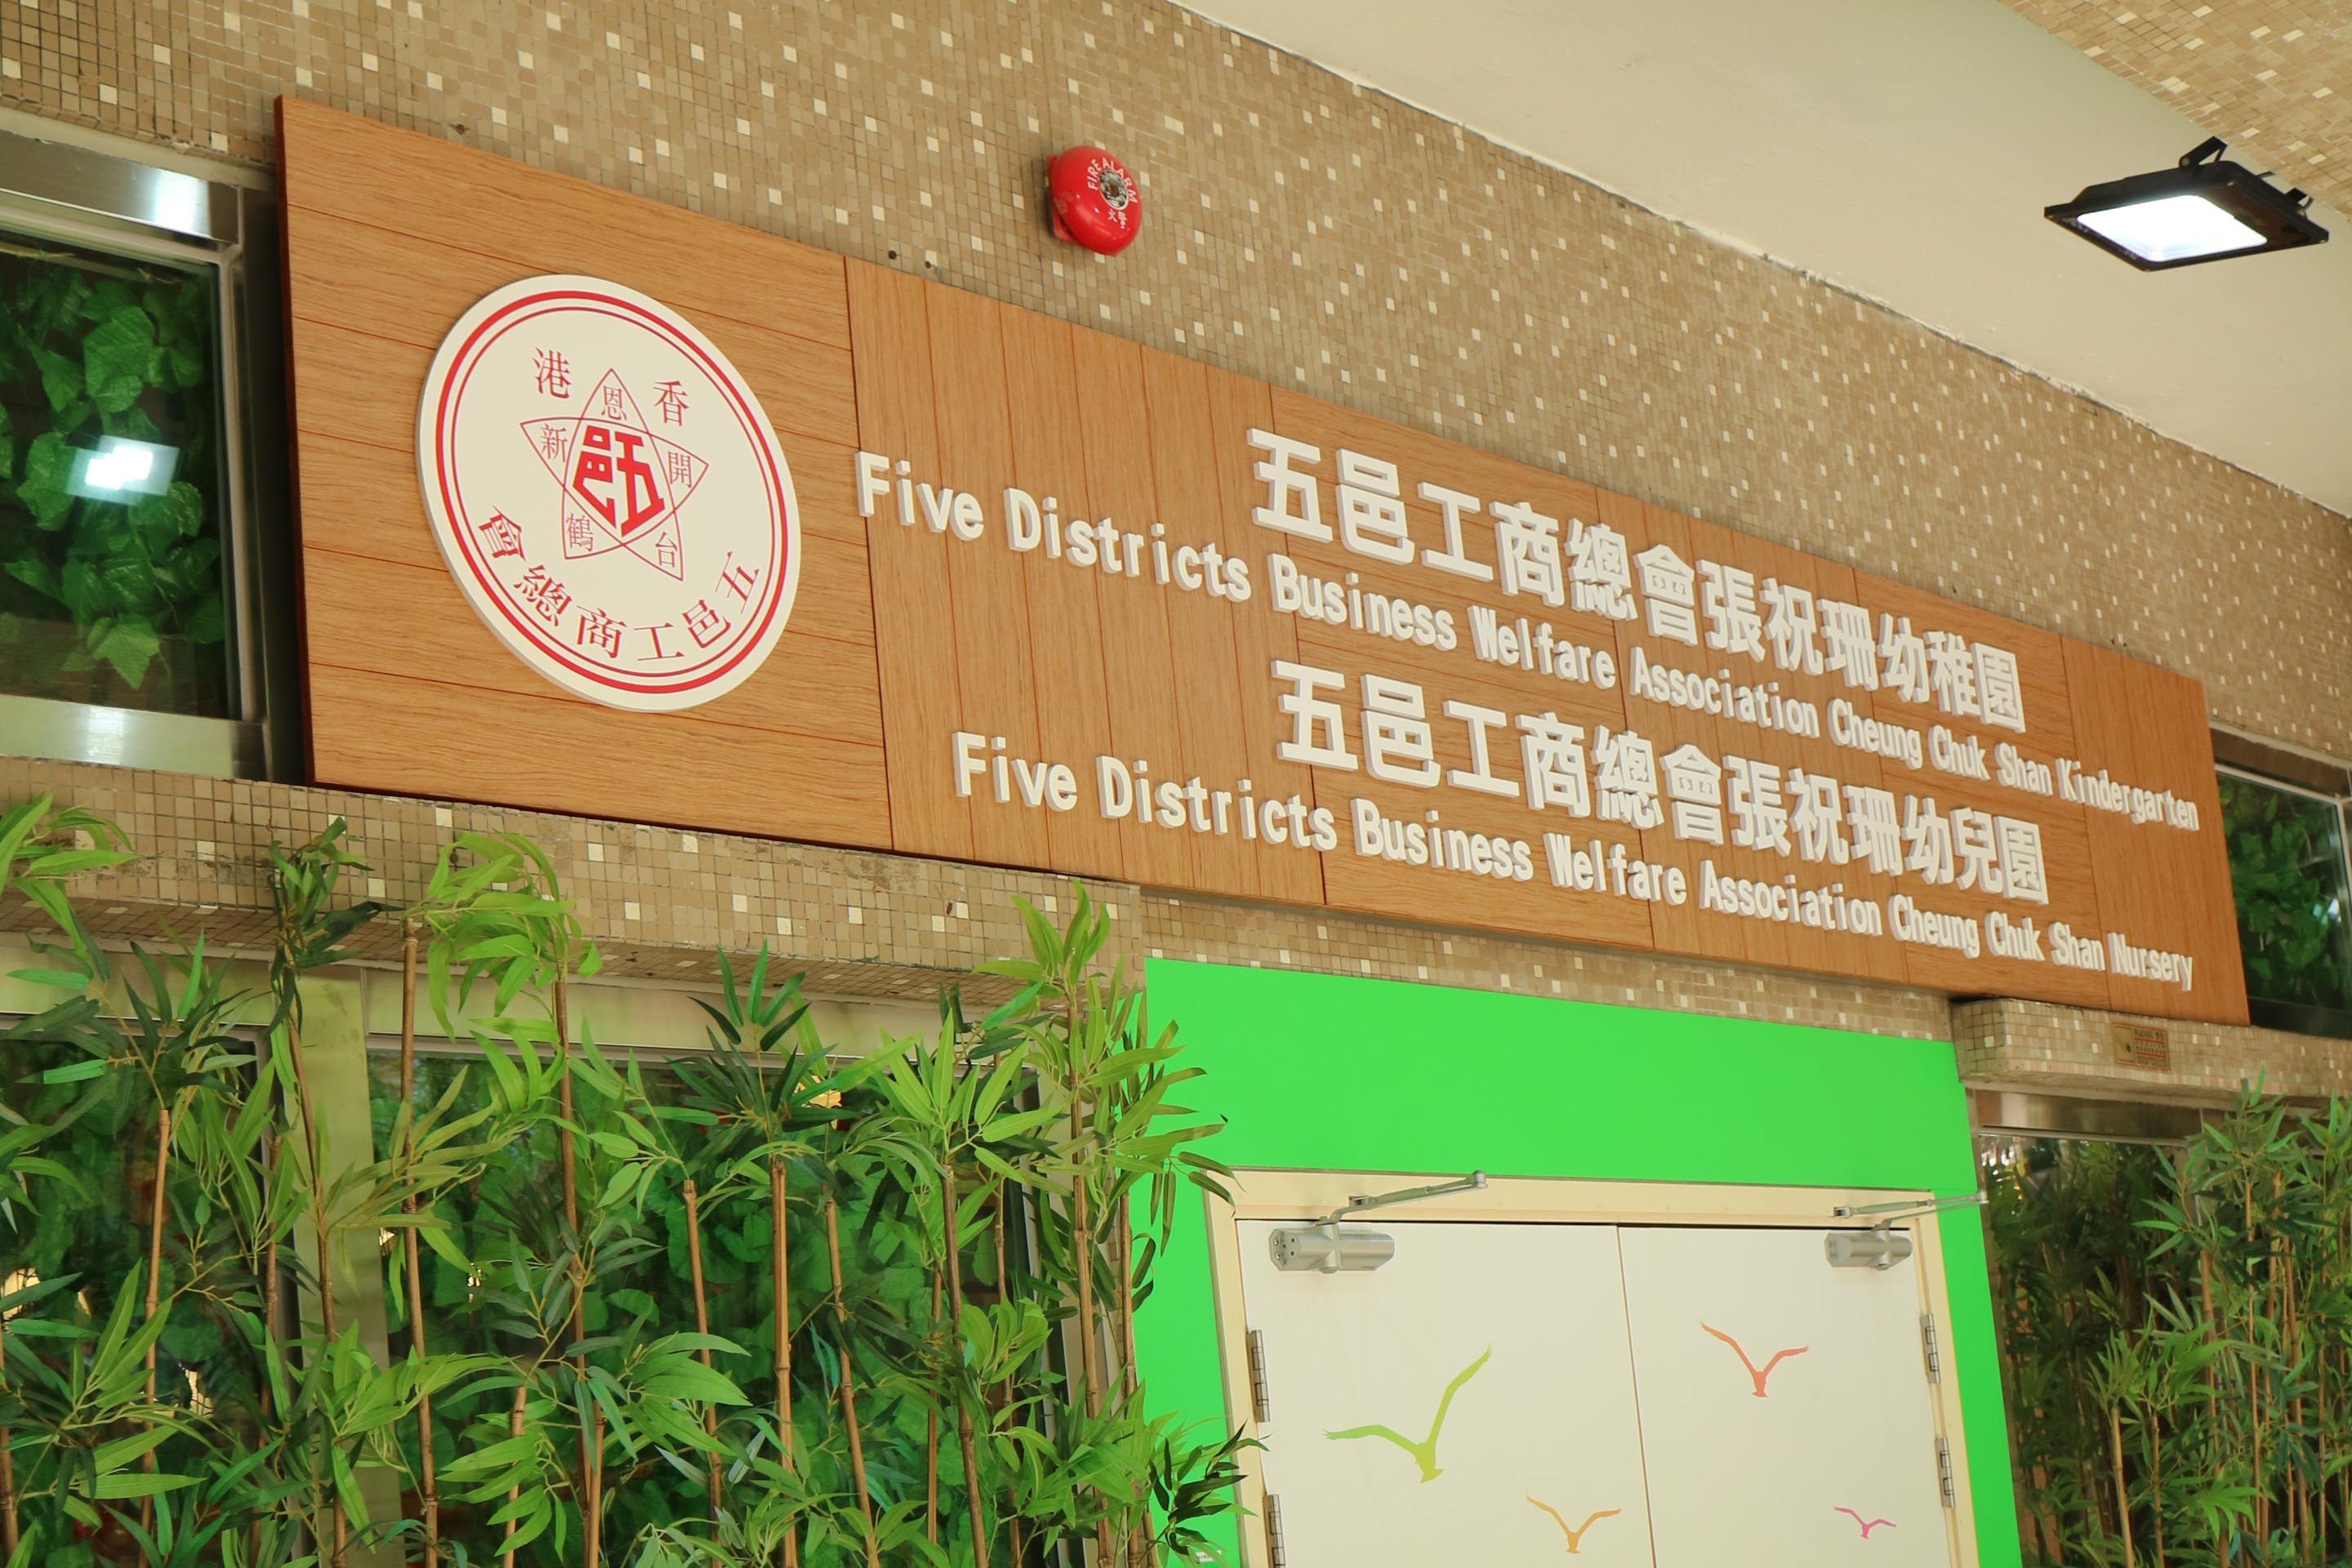 FIRE ALARM
火警
香港
恩
新
開
五邑
鶴
台
五邑工商總會
五邑工商總會張祝珊幼稚園
Five Districts Business Welfare Association Cheung Chuk Shan Kindergarten
五邑工商總會張祝珊幼兒園
Five Districts Business Welfare Association Cheung Chuk Shan Nursery